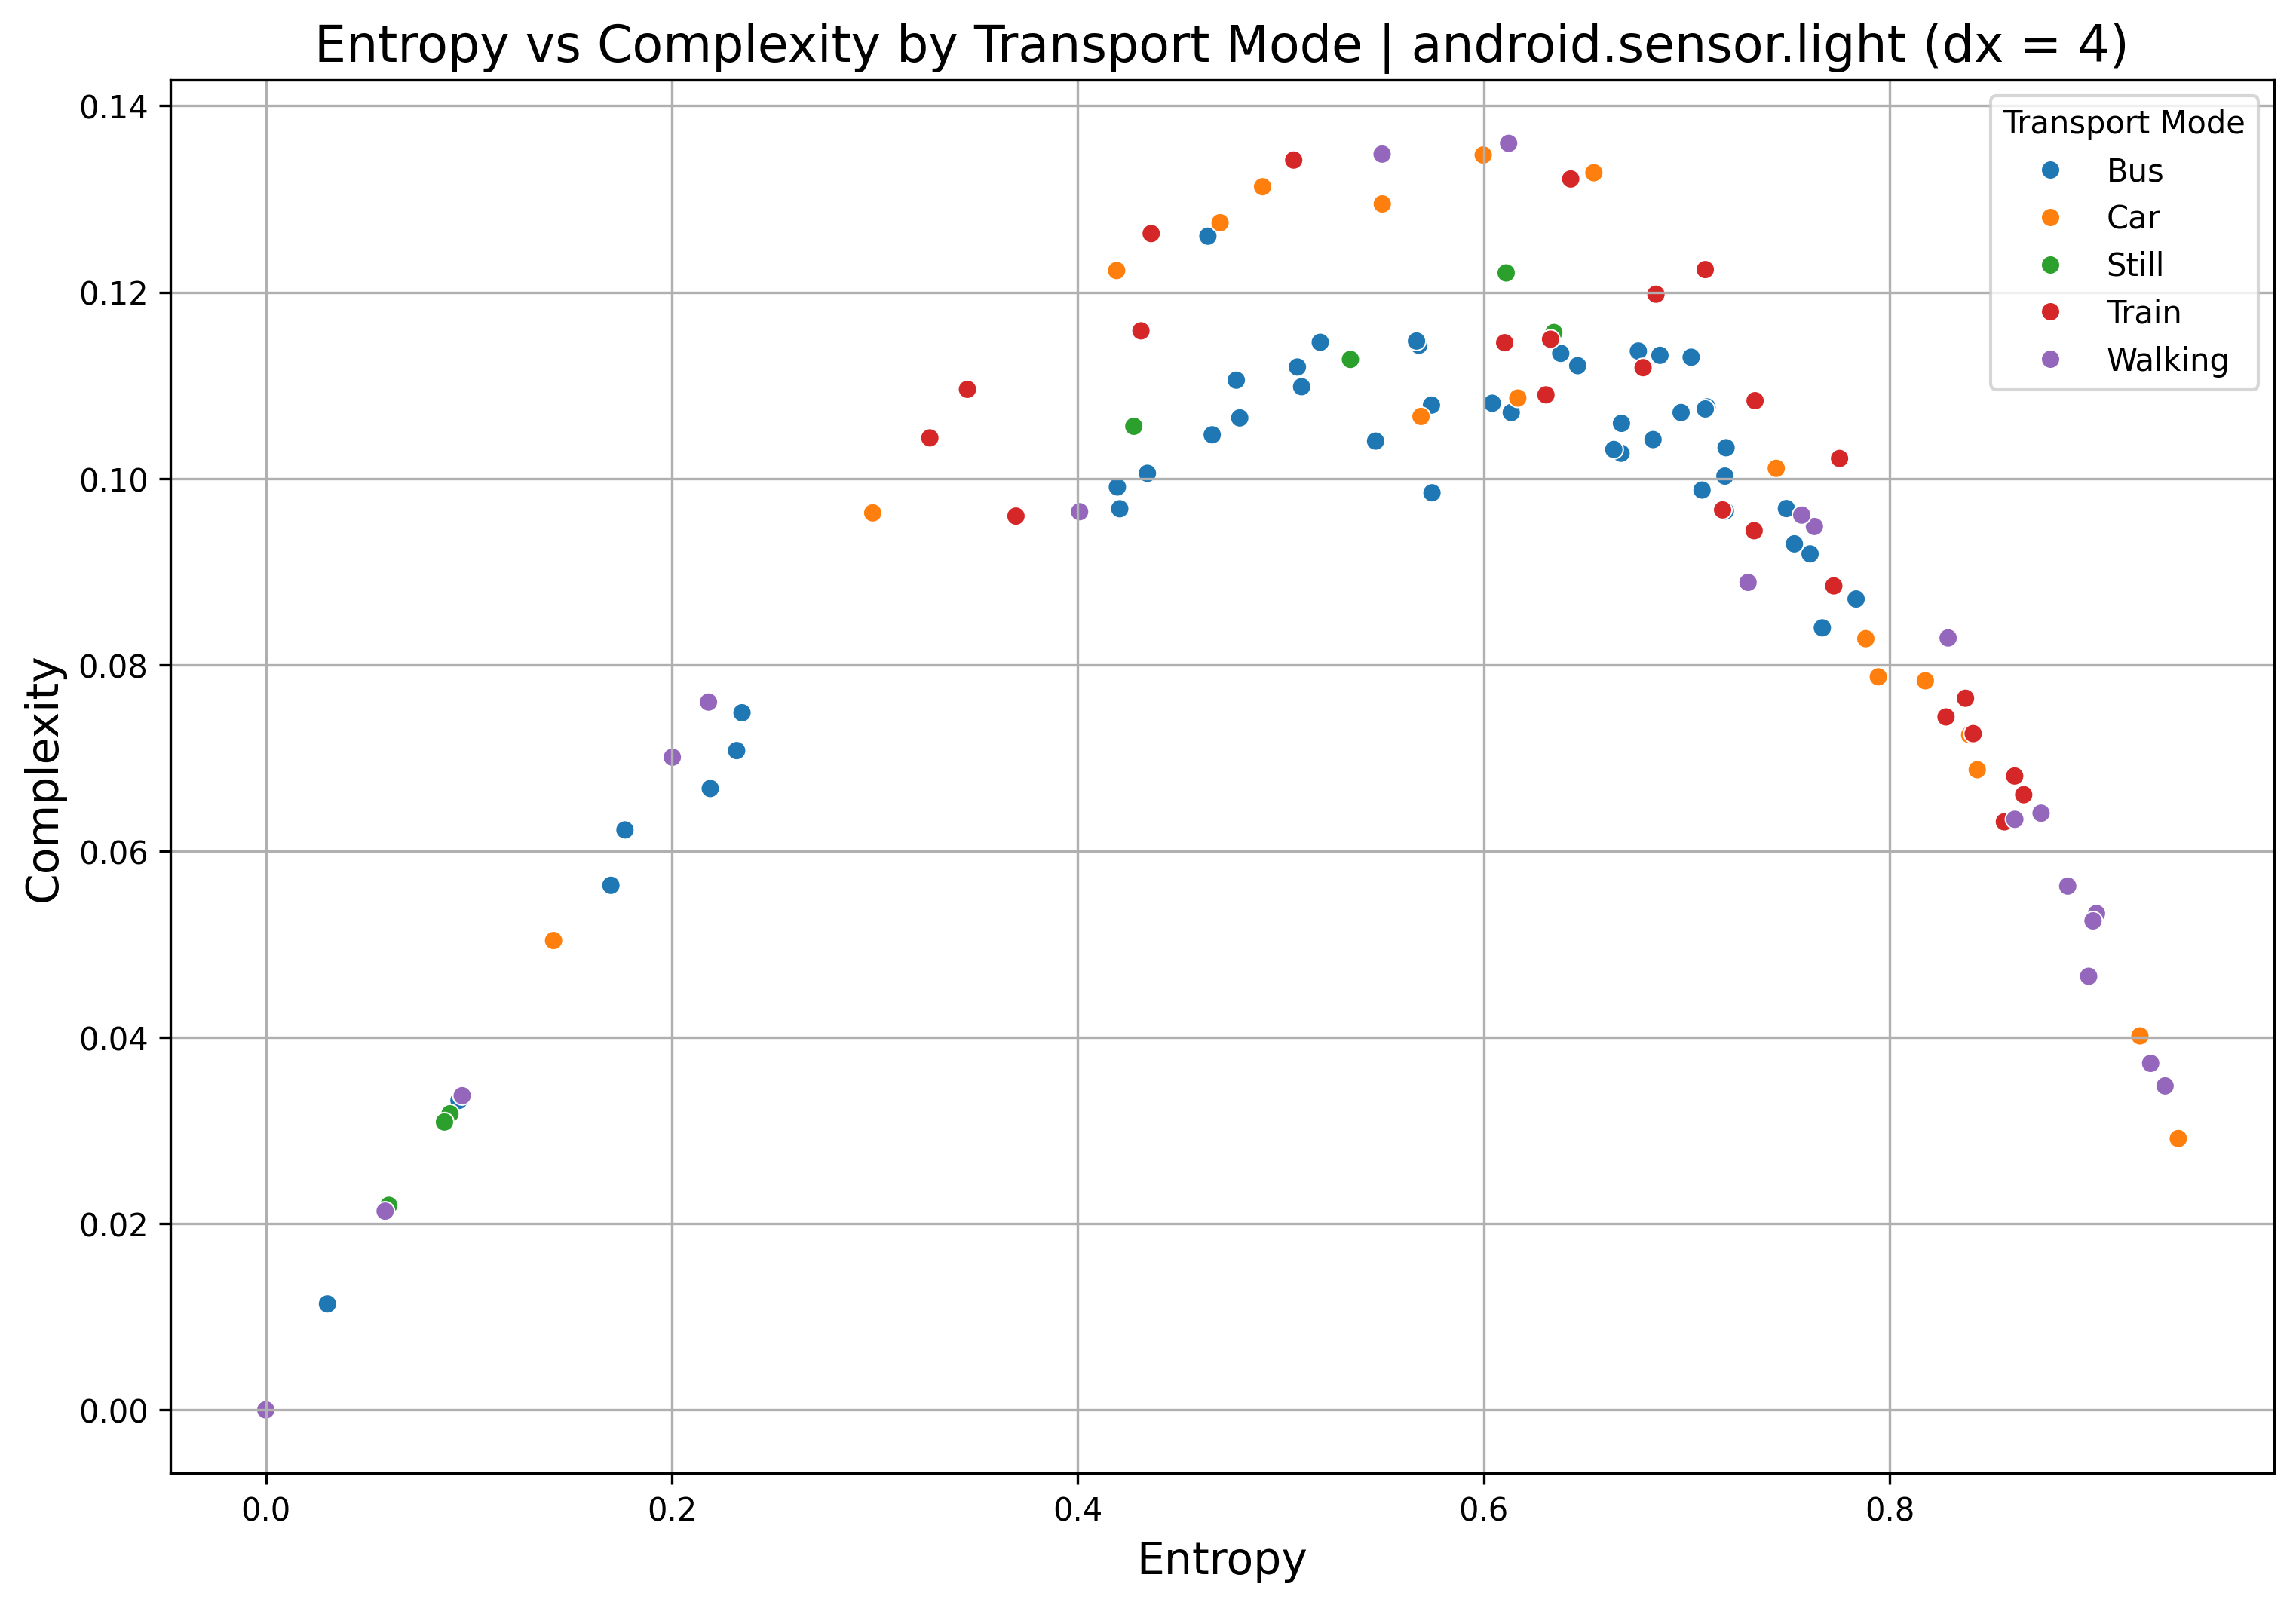 Entropy vs Complexity by Transport Mode | android.sensor.light (dx = 4)
Transport Mode
Bus
Car
Still
Train
Walking
Complexity
0.14
0.12
0.10
0.08
0.06
0.04
0.02
0.00
0.0 0.2 0.4 0.6 0.8
Entropy